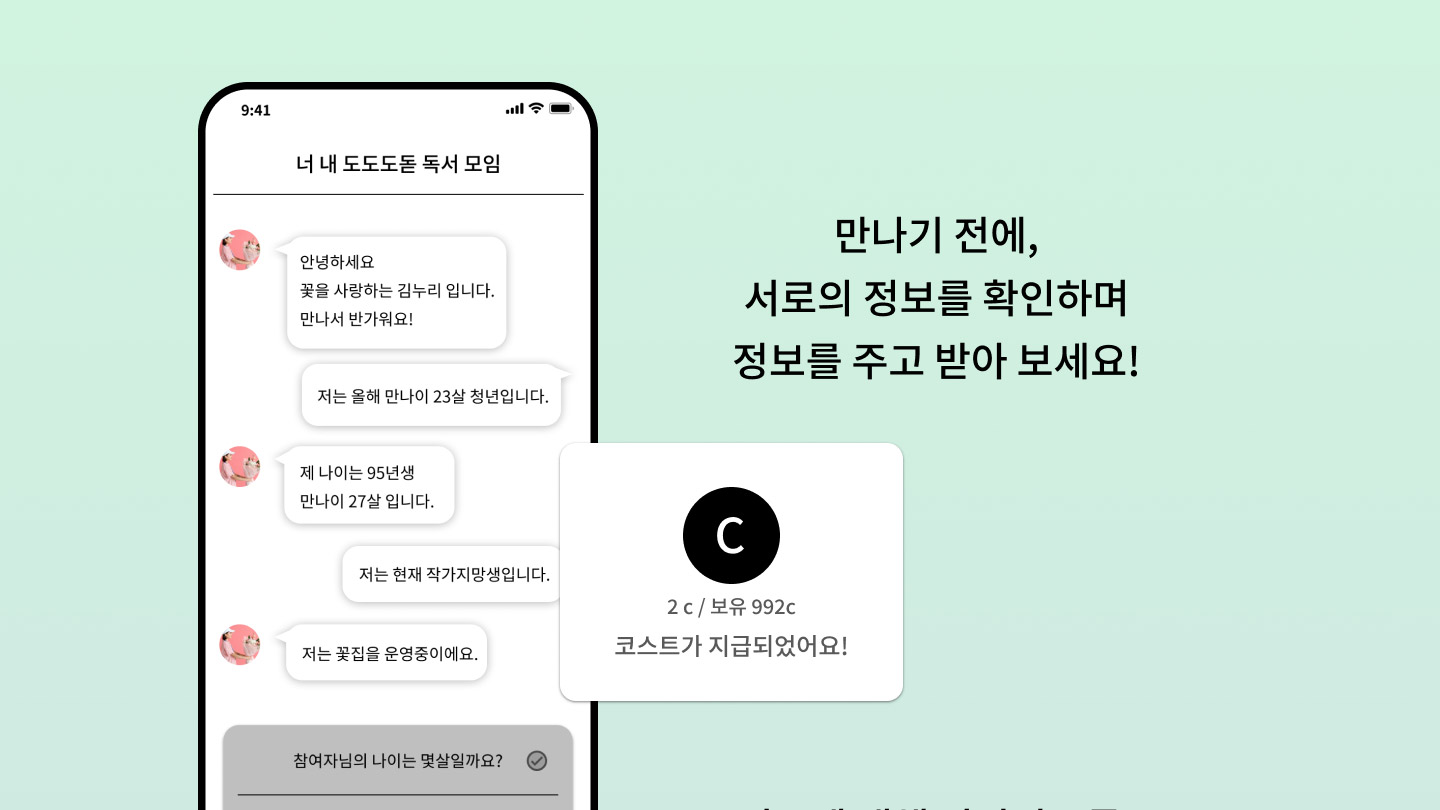 9:41
너 내 도도도돋 독서 모임
안녕하세요
꽃을 사랑하는 김누리 입니다.
만나서 반가워요!
저는 올해 만나이 23살 청년입니다.
제 나이는 95년생
만나이 27살 입니다.
저는 현재 작가지망생입니다.
저는 꽃집을 운영중이에요.
참여자님의 나이는 몇살일까요?
만나기 전에,
서로의 정보를 확인하며
정보를 주고 받아 보세요!
C
2 c / 보유 992c
코스트가 지급되었어요!